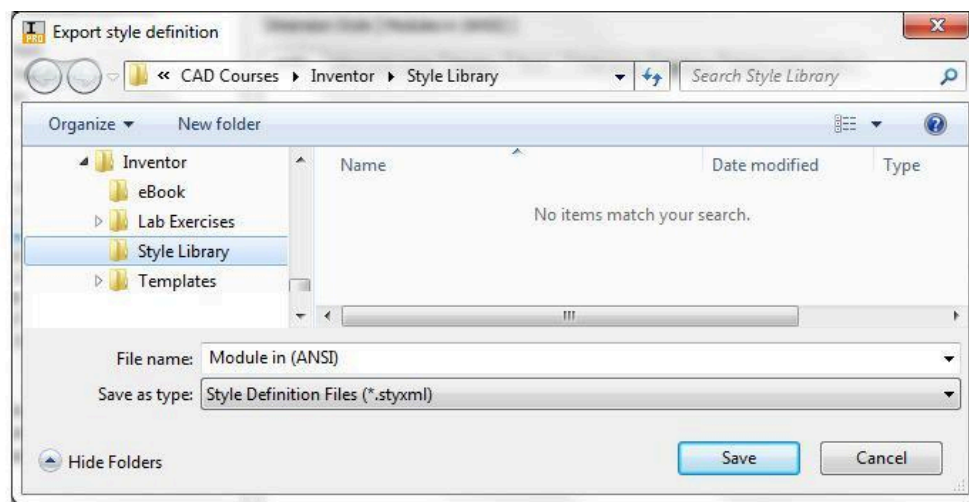 Export style definition
« CAD Courses Inventor Style Library Search Style Library
Organize New folder
Inventor
eBook
Lab Exercises
Style Library
Templates
Name Date modified Type
No items match your search.
File name: Module in (ANSI)
Save as type: Style Definition Files (*.styxml)
Hide Folders Save Cancel